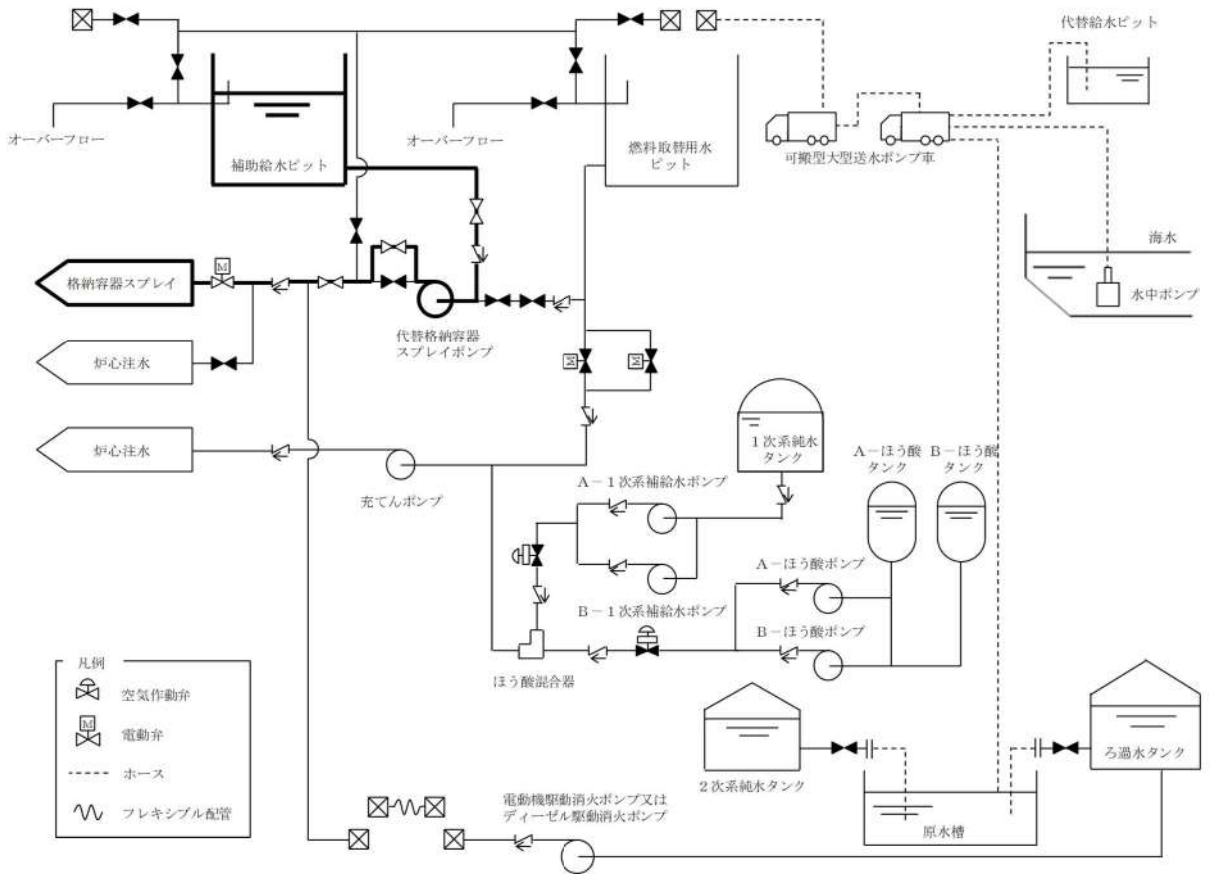 代替給水ピット
オーバーフロー
補助給水ピット
オーバーフロー
燃料取替用水
ピット
可搬型大型送水ポンプ車
海水
水中ポンプ
格納容器スプレイ
M
代替格納容器
スプレイポンプ
炉心注水
M
M
炉心注水
充てんポンプ
1次系純水
タンク
A-ほう酸
タンク
B-ほう酸
タンク
A-1次系補給水ポンプ
B-1次系補給水ポンプ
A-ほう酸ポンプ
B-ほう酸ポンプ
ほう酸混合器
凡例
空気作動弁
M
電動弁
ホース
フレキシブル配管
2次系純水タンク
ろ過水タンク
原水槽
電動機駆動消火ポンプ又は
ディーゼル駆動消火ポンプ